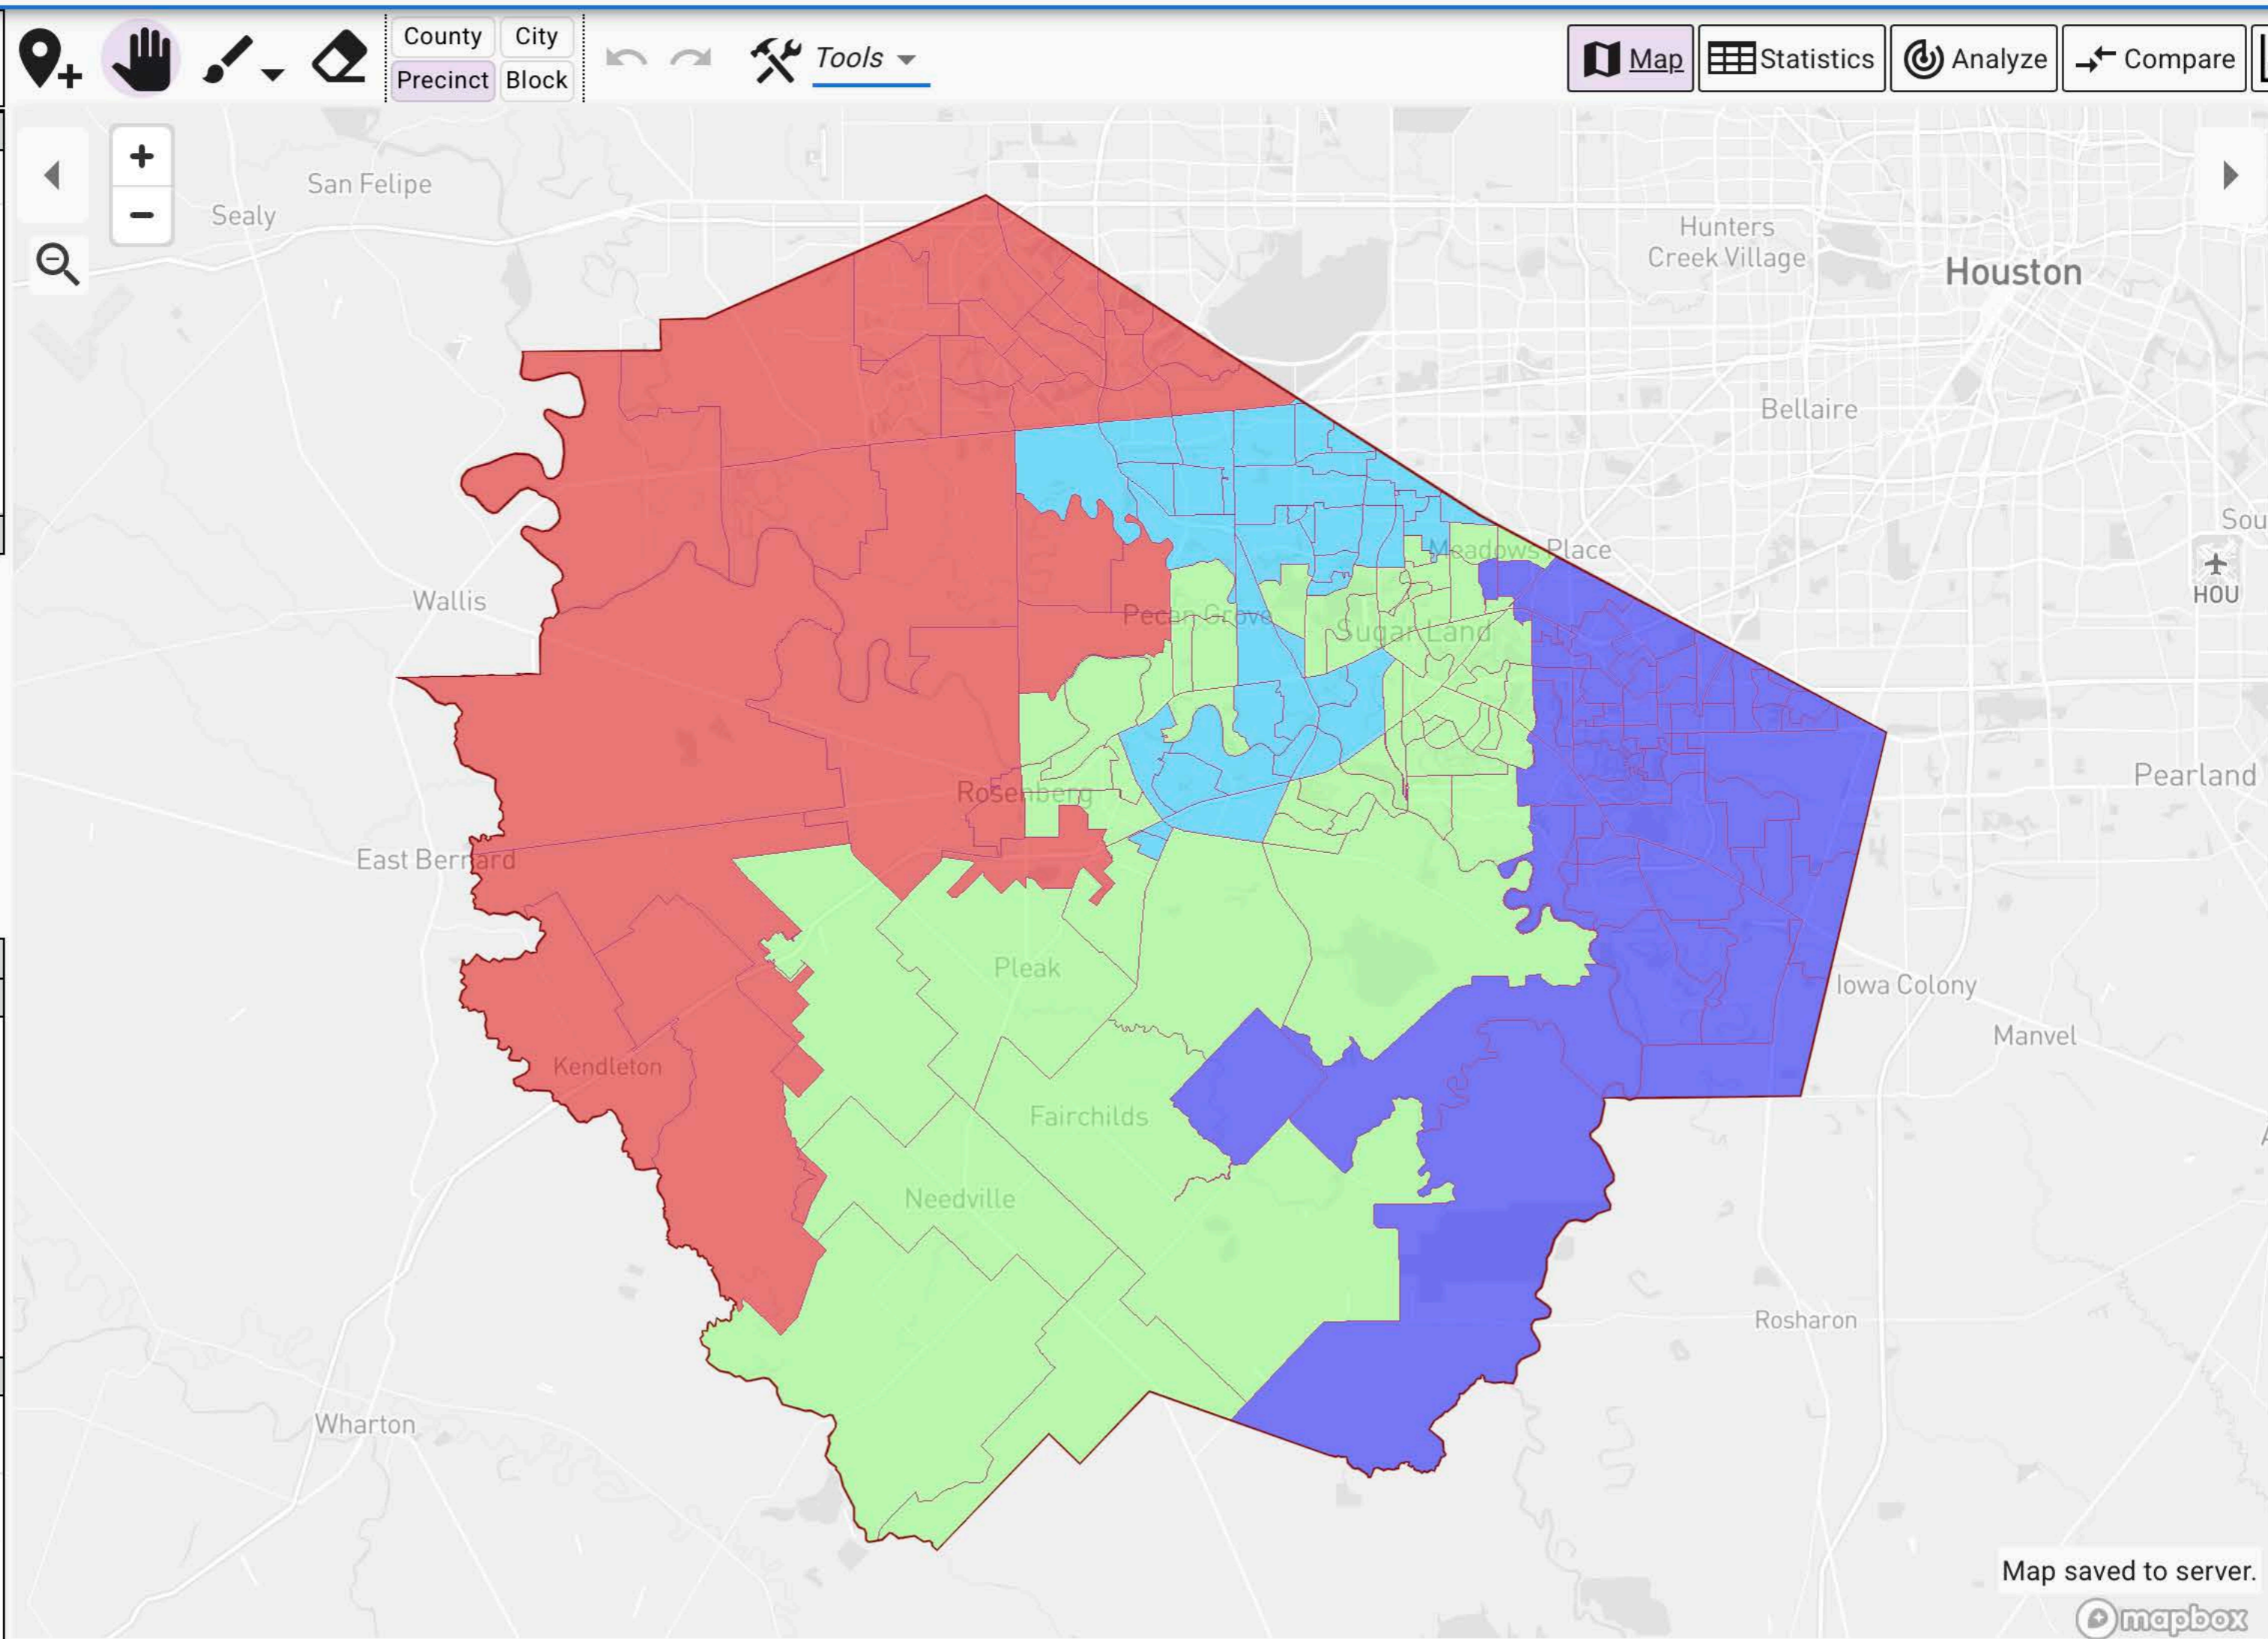 County
City
Precinct
Block
Tools
Map
Statistics
Analyze
Compare
+
−
San Felipe
Sealy
Hunters
Creek Village
Houston
Bellaire
Sou
Meadows Place
HOU
Wallis
Pecan Grove
Sugar Land
Pearland
Rosenberg
East Bernard
Pleak
Iowa Colony
Manvel
Kendleton
Fairchilds
Needville
Rosharon
Wharton
Map saved to server.
mapbox